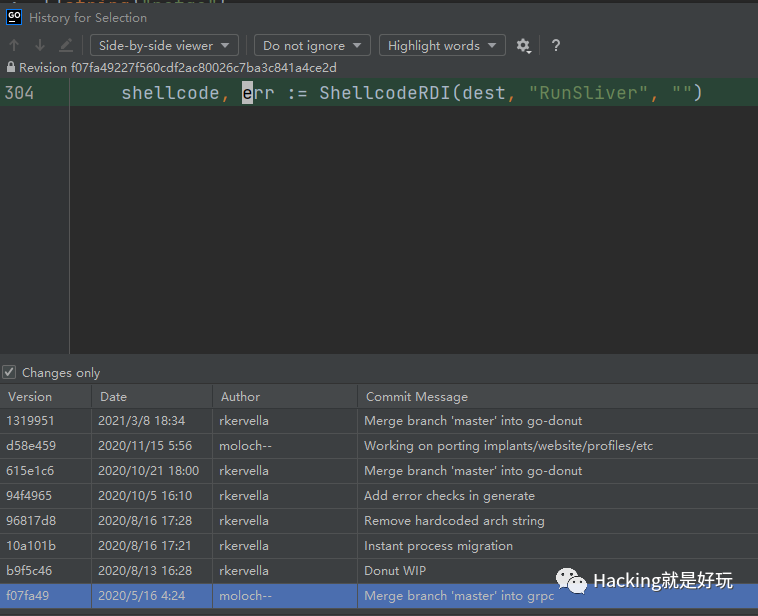 GO History for Selection
Side-by-side viewer Do not ignore Highlight words ?
Revision f07fa49227f560cdf2ac80026c7ba3c841a4ce2d
304 shellcode, err := ShellcodeRDI(dest, "RunSliver", "")
Changes only
Version Date Author Commit Message
1319951 2021/3/8 18:34 rkervella Merge branch 'master' into go-donut
d58e459 2020/11/15 5:56 moloch-- Working on porting implants/website/profiles/etc
615e1c6 2020/10/21 18:00 rkervella Merge branch 'master' into go-donut
94f4965 2020/10/5 16:10 rkervella Add error checks in generate
96817d8 2020/8/16 17:28 rkervella Remove hardcoded arch string
10a101b 2020/8/16 17:21 rkervella Instant process migration
b9f5c46 2020/8/13 16:28 rkervella Donut WIP
f07fa49 2020/5/16 4:24 moloch-- Merge branch 'master' into grpc
Hacking就是好玩